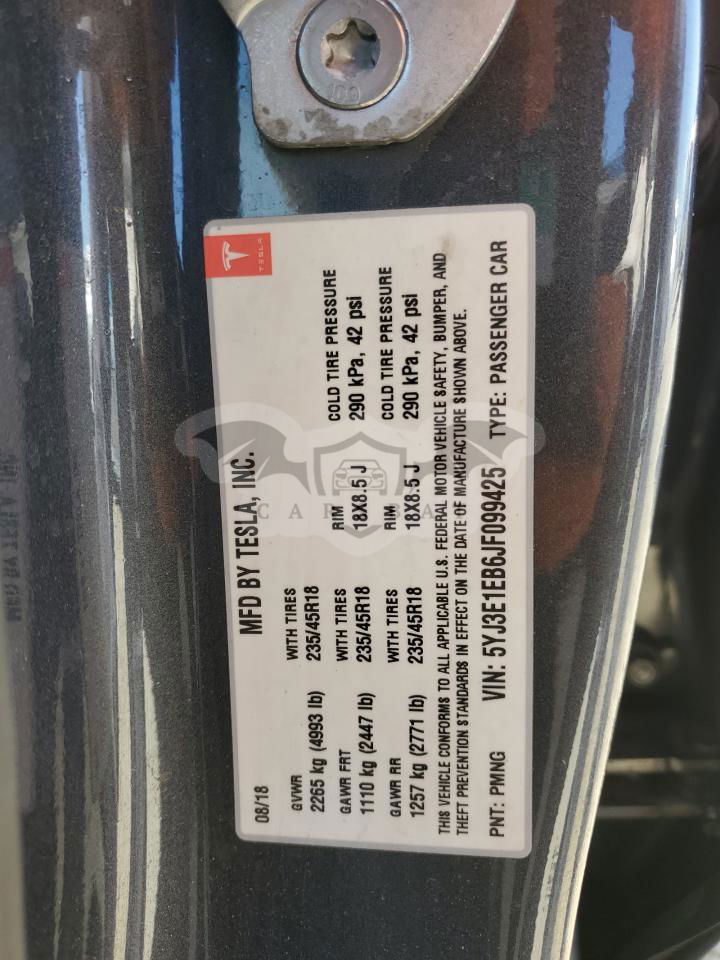 TESLA
MFD BY TESLA, INC.
08/18
GVWR WITH TIRES
2265 kg (4993 lb) 235/45R18
GAWR FRT WITH TIRES RIM COLD TIRE PRESSURE
1110 kg (2447 lb) 235/45R18 18X8.5 J 290 kPa, 42 psi
GAWR RR WITH TIRES RIM COLD TIRE PRESSURE
1257 kg (2771 lb) 235/45R18 18X8.5 J 290 kPa, 42 psi
THIS VEHICLE CONFORMS TO ALL APPLICABLE U.S. FEDERAL MOTOR VEHICLE SAFETY, BUMPER, AND
THEFT PREVENTION STANDARDS IN EFFECT ON THE DATE OF MANUFACTURE SHOWN ABOVE.
PNT: PMNG VIN: 5YJ3E1EB6JF099425 TYPE: PASSENGER CAR